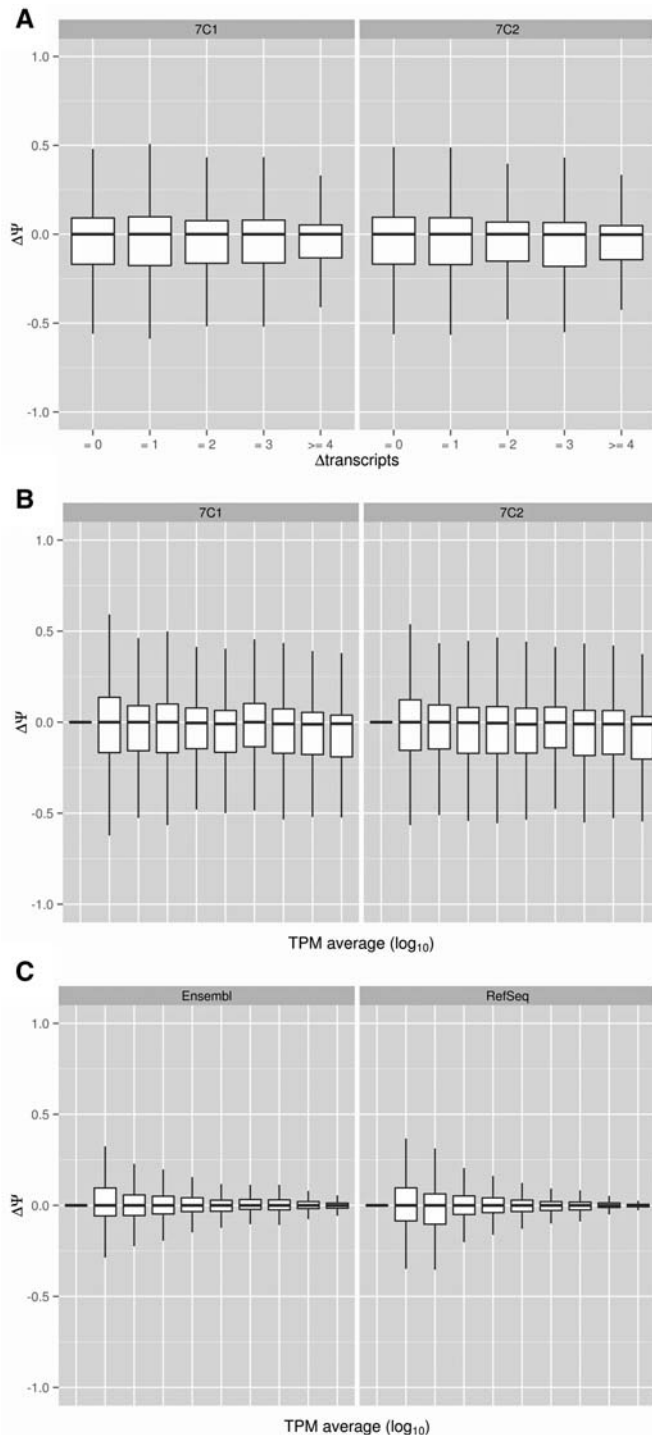 A
7C1 7C2
1.0
0.5
0.0
-0.5
-1.0
ΔΨ
= 0 = 1 = 2 = 3 >= 4 = 0 = 1 = 2 = 3 >= 4
Δtranscripts
B
7C1 7C2
1.0
0.5
0.0
-0.5
-1.0
ΔΨ
TPM average (log₁₀)
C
Ensembl RefSeq
1.0
0.5
0.0
-0.5
-1.0
ΔΨ
TPM average (log₁₀)